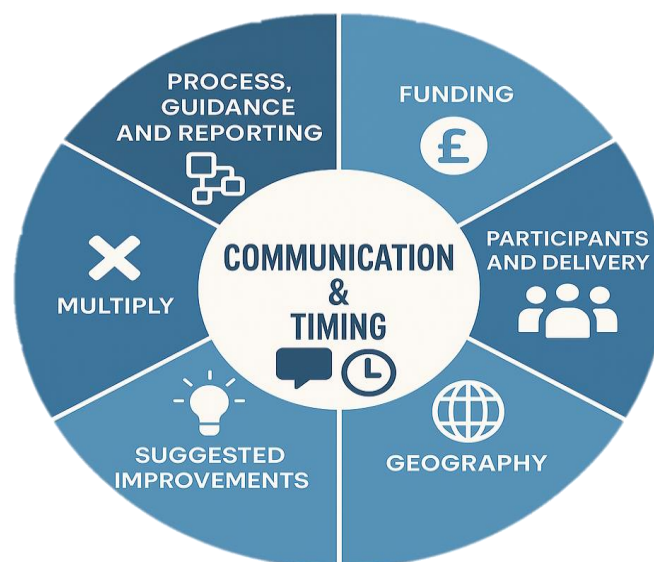 PROCESS,
GUIDANCE
AND REPORTING
FUNDING
£
PARTICIPANTS
AND DELIVERY
GEOGRAPHY
SUGGESTED
IMPROVEMENTS
MULTIPLY
COMMUNICATION
&
TIMING